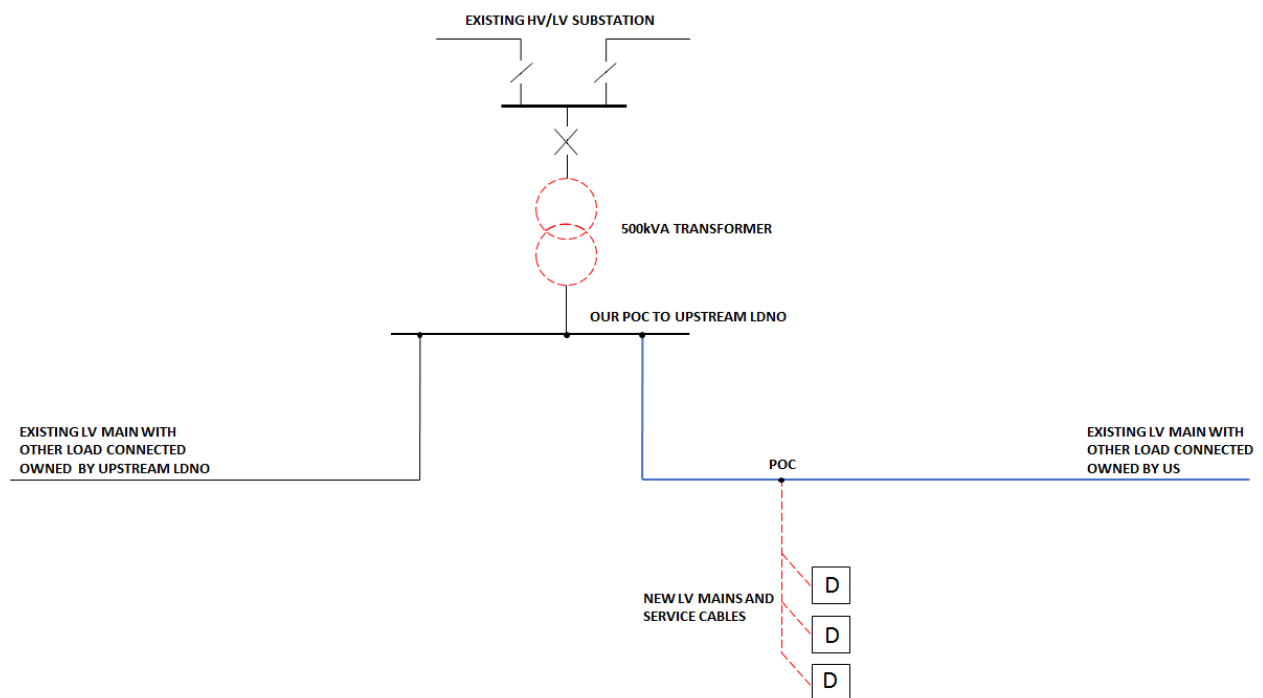 EXISTING HV/LV SUBSTATION
500kVA TRANSFORMER
OUR POC TO UPSTREAM LDNO
EXISTING LV MAIN WITH
OTHER LOAD CONNECTED
OWNED BY UPSTREAM LDNO
EXISTING LV MAIN WITH
OTHER LOAD CONNECTED
OWNED BY US
POC
NEW LV MAINS AND
SERVICE CABLES
D
D
D